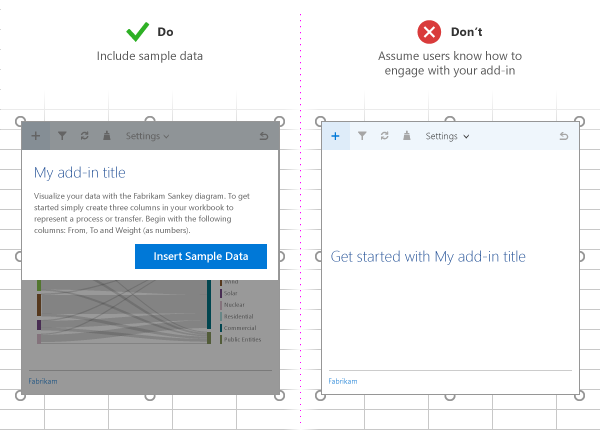 Do
Include sample data
Settings
My add-in title
Visualize your data with the Fabrikam Sankey diagram. To get
started simply create three columns in your workbook to
represent a process or transfer. Begin with the following
columns: From, To and Weight (as numbers).
Insert Sample Data
Wind
Solar
Nuclear
Residential
Commercial
Public Entities
Fabrikam
Don't
Assume users know how to
engage with your add-in
Settings
Get started with My add-in title
Fabrikam